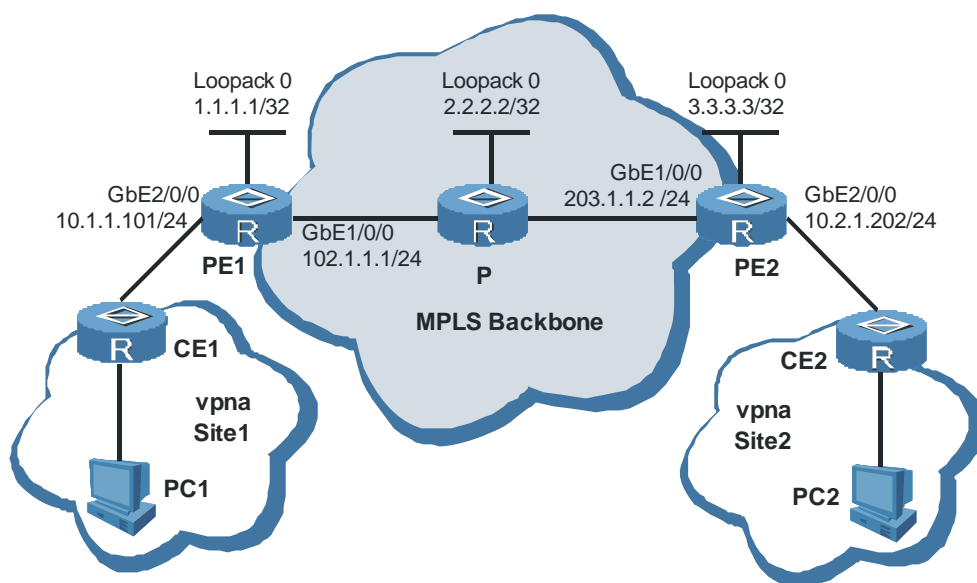 Loopack 0
1.1.1.1/32
Loopack 0
2.2.2.2/32
Loopack 0
3.3.3.3/32
GbE2/0/0
10.1.1.101/24
GbE1/0/0
203.1.1.2 /24
GbE2/0/0
10.2.1.202/24
R
R
R
GbE1/0/0
102.1.1.1/24
PE1
P
PE2
MPLS Backbone
R
CE1
R
CE2
vpna
Site1
vpna
Site2
PC1
PC2